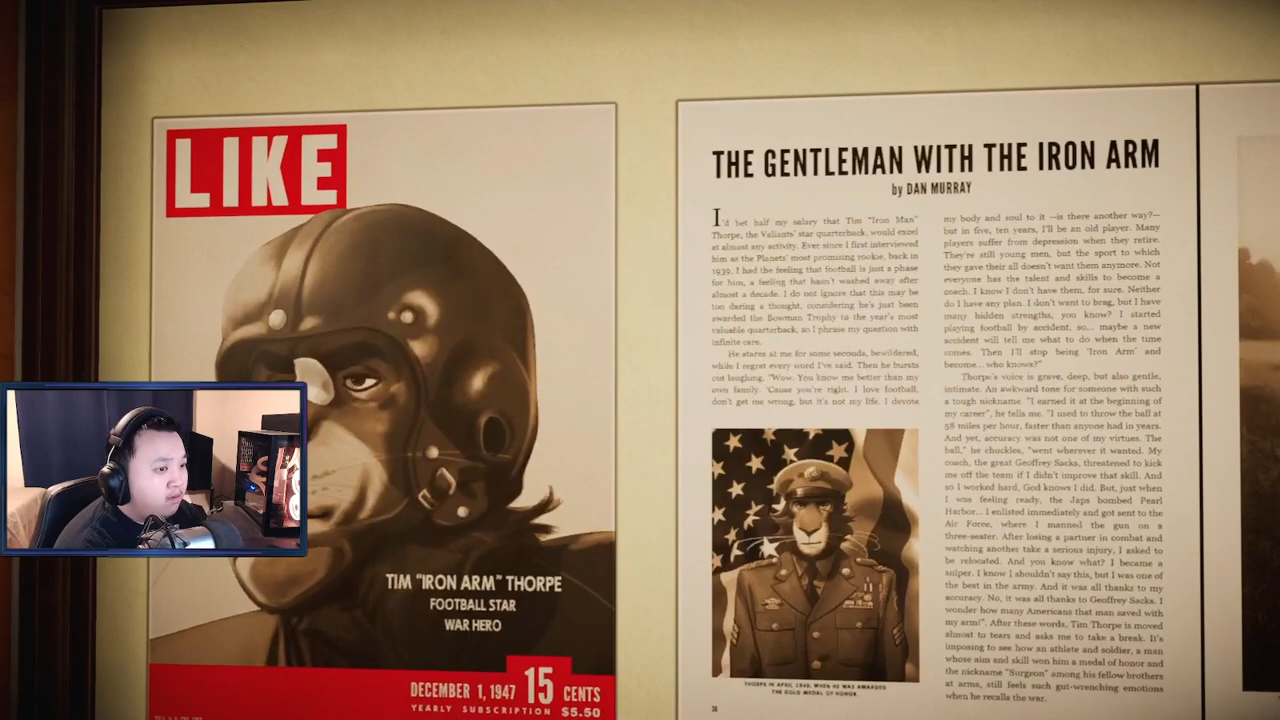 LIKE
TIM "IRON ARM" THORPE
FOOTBALL STAR
WAR HERO
DECEMBER 1, 1947 15 CENTS
YEARLY SUBSCRIPTION $5.50
THE GENTLEMAN WITH THE IRON ARM
by DAN MURRAY
I'd bet half my salary that Tim "Iron Man"
Thorpe, the Valiants' star quarterback, would excel
at almost any activity. Ever since I first interviewed
him as the Planets' most promising rookie, back in
1939, I had the feeling that football is just a phase
for him, a feeling that hasn't washed away after
almost a decade. I do not ignore that this may be
too daring a thought, considering he's just been
awarded the Bowman Trophy to the year's most
valuable quarterback, so I phrase my question with
infinite care.
He stares at me for some seconds, bewildered,
while I regret every word I've said. Then he bursts
out laughing. "Wow. You know me better than my
own family. 'Cause you're right. I love football,
don't get me wrong, but it's not my life. I devote
THORPE IN APRIL, 1945, WHEN HE WAS AWARDED
THE GOLD MEDAL OF HONOR.
my body and soul to it —is there another way?—
but in five, ten years, I'll be an old player. Many
players suffer from depression when they retire.
They're still young men, but the sport to which
they gave their all doesn't want them anymore. Not
everyone has the talent and skills to become a
coach. I know I don't have them, for sure. Neither
do I have any plan. I don't want to brag, but I have
many hidden strengths, you know? I started
playing football by accident, so... maybe a new
accident will tell me what to do when the time
comes. Then I'll stop being 'Iron Arm' and
become... who knows?"
Thorpe's voice is grave, deep, but also gentle,
intimate. An awkward tone for someone with such
a tough nickname. "I earned it at the beginning of
my career", he tells me. "I used to throw the ball at
58 miles per hour, faster than anyone had in years.
And yet, accuracy was not one of my virtues. The
ball," he chuckles, "went wherever it wanted. My
coach, the great Geoffrey Sacks, threatened to kick
me off the team if I didn't improve that skill. And
so I worked hard, God knows I did. But, just when
I was feeling ready, the Japs bombed Pearl
Harbor... I enlisted immediately and got sent to the
Air Force, where I manned the gun on a
three-seater. After losing a partner in combat and
watching another take a serious injury, I asked to
be relocated. And you know what? I became a
sniper. I know I shouldn't say this, but I was one of
the best in the army. And it was all thanks to my
accuracy. No, it was all thanks to Geoffrey Sacks. I
wonder how many Americans that man saved with
my arm!". After these words, Tim Thorpe is moved
almost to tears and asks me to take a break. It's
imposing to see how an athlete and soldier, a man
whose aim and skill won him a medal of honor and
the nickname "Surgeon" among his fellow brothers
at arms, still feels such gut-wrenching emotions
when he recalls the war.